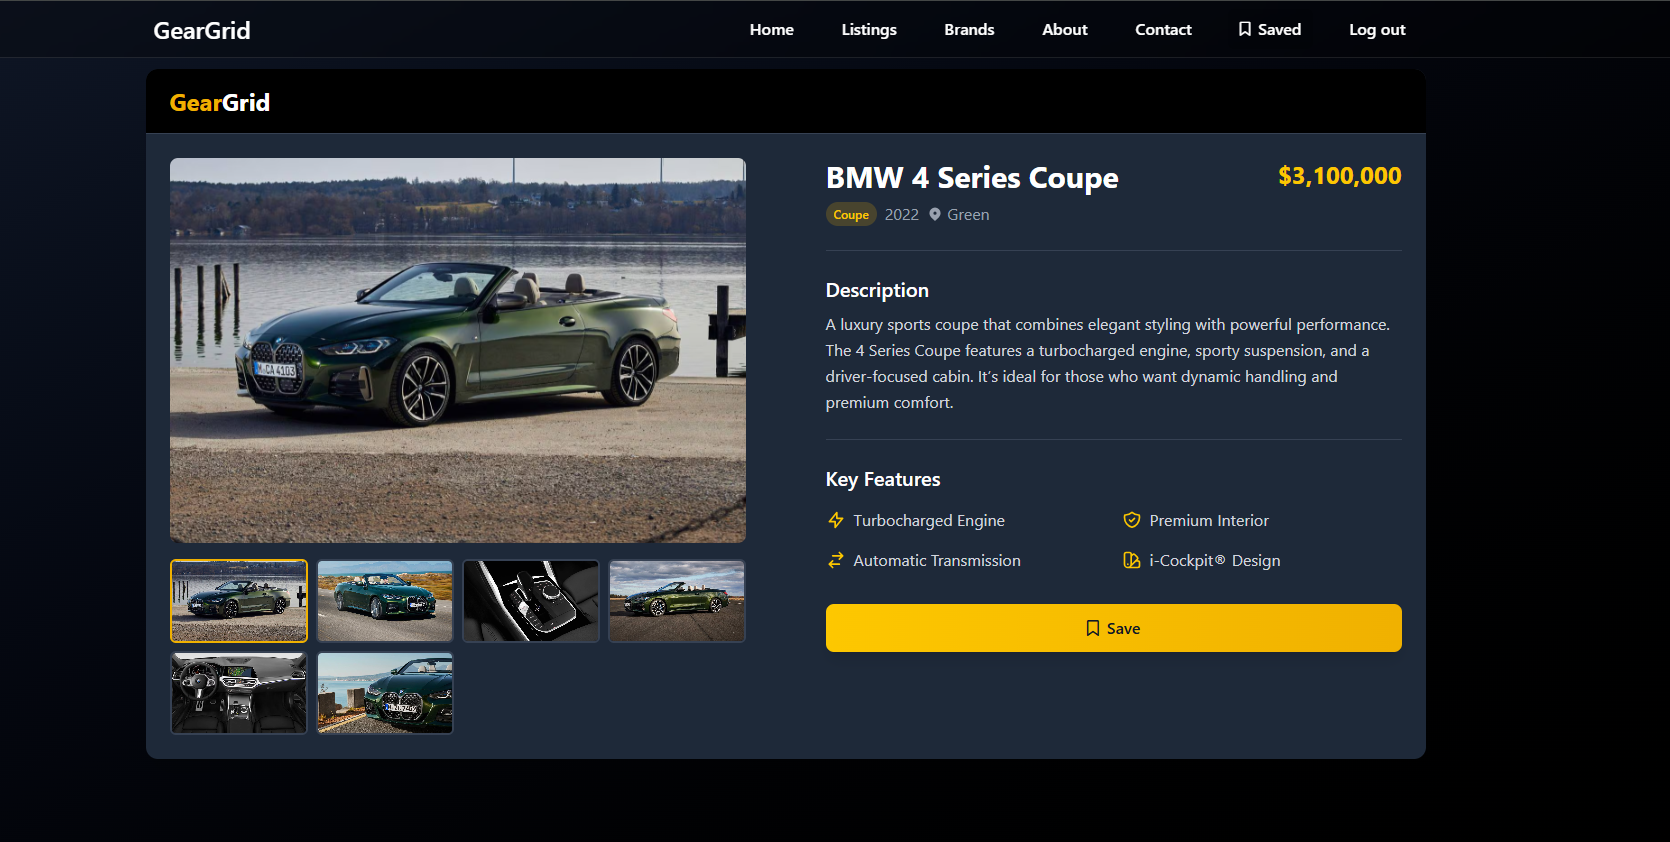 GearGrid
Home Listings Brands About Contact Saved Log out
GearGrid
BMW 4 Series Coupe
$3,100,000
Coupe 2022 Green
Description
A luxury sports coupe that combines elegant styling with powerful performance.
The 4 Series Coupe features a turbocharged engine, sporty suspension, and a
driver-focused cabin. It's ideal for those who want dynamic handling and
premium comfort.
Key Features
Turbocharged Engine
Premium Interior
Automatic Transmission
i-Cockpit® Design
Save
M-CA 4103